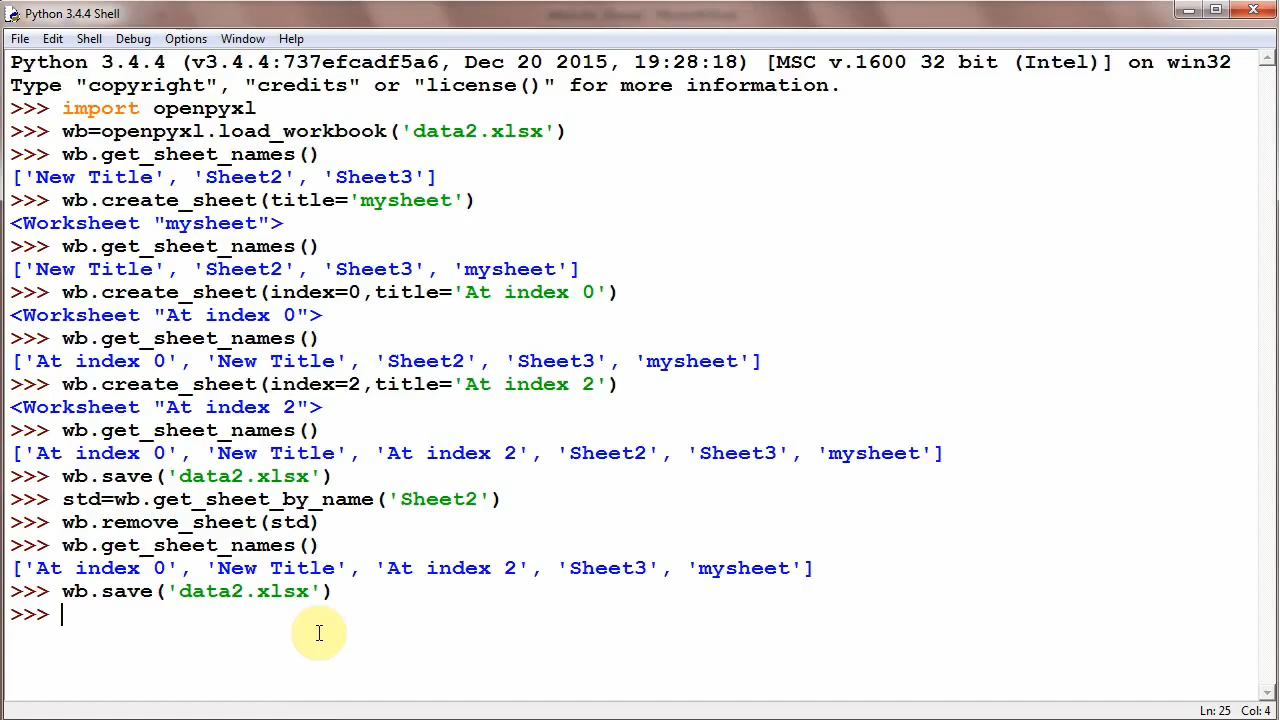 Python 3.4.4 Shell
File Edit Shell Debug Options Window Help
Python 3.4.4 (v3.4.4:737efcadf5a6, Dec 20 2015, 19:28:18) [MSC v.1600 32 bit (Intel)] on win32
Type "copyright", "credits" or "license()" for more information.
>>> import openpyxl
>>> wb=openpyxl.load_workbook('data2.xlsx')
>>> wb.get_sheet_names()
['New Title', 'Sheet2', 'Sheet3']
>>> wb.create_sheet(title='mysheet')
<Worksheet "mysheet">
>>> wb.get_sheet_names()
['New Title', 'Sheet2', 'Sheet3', 'mysheet']
>>> wb.create_sheet(index=0,title='At index 0')
<Worksheet "At index 0">
>>> wb.get_sheet_names()
['At index 0', 'New Title', 'Sheet2', 'Sheet3', 'mysheet']
>>> wb.create_sheet(index=2,title='At index 2')
<Worksheet "At index 2">
>>> wb.get_sheet_names()
['At index 0', 'New Title', 'At index 2', 'Sheet2', 'Sheet3', 'mysheet']
>>> wb.save('data2.xlsx')
>>> std=wb.get_sheet_by_name('Sheet2')
>>> wb.remove_sheet(std)
>>> wb.get_sheet_names()
['At index 0', 'New Title', 'At index 2', 'Sheet3', 'mysheet']
>>> wb.save('data2.xlsx')
>>>
Ln: 25 Col: 4